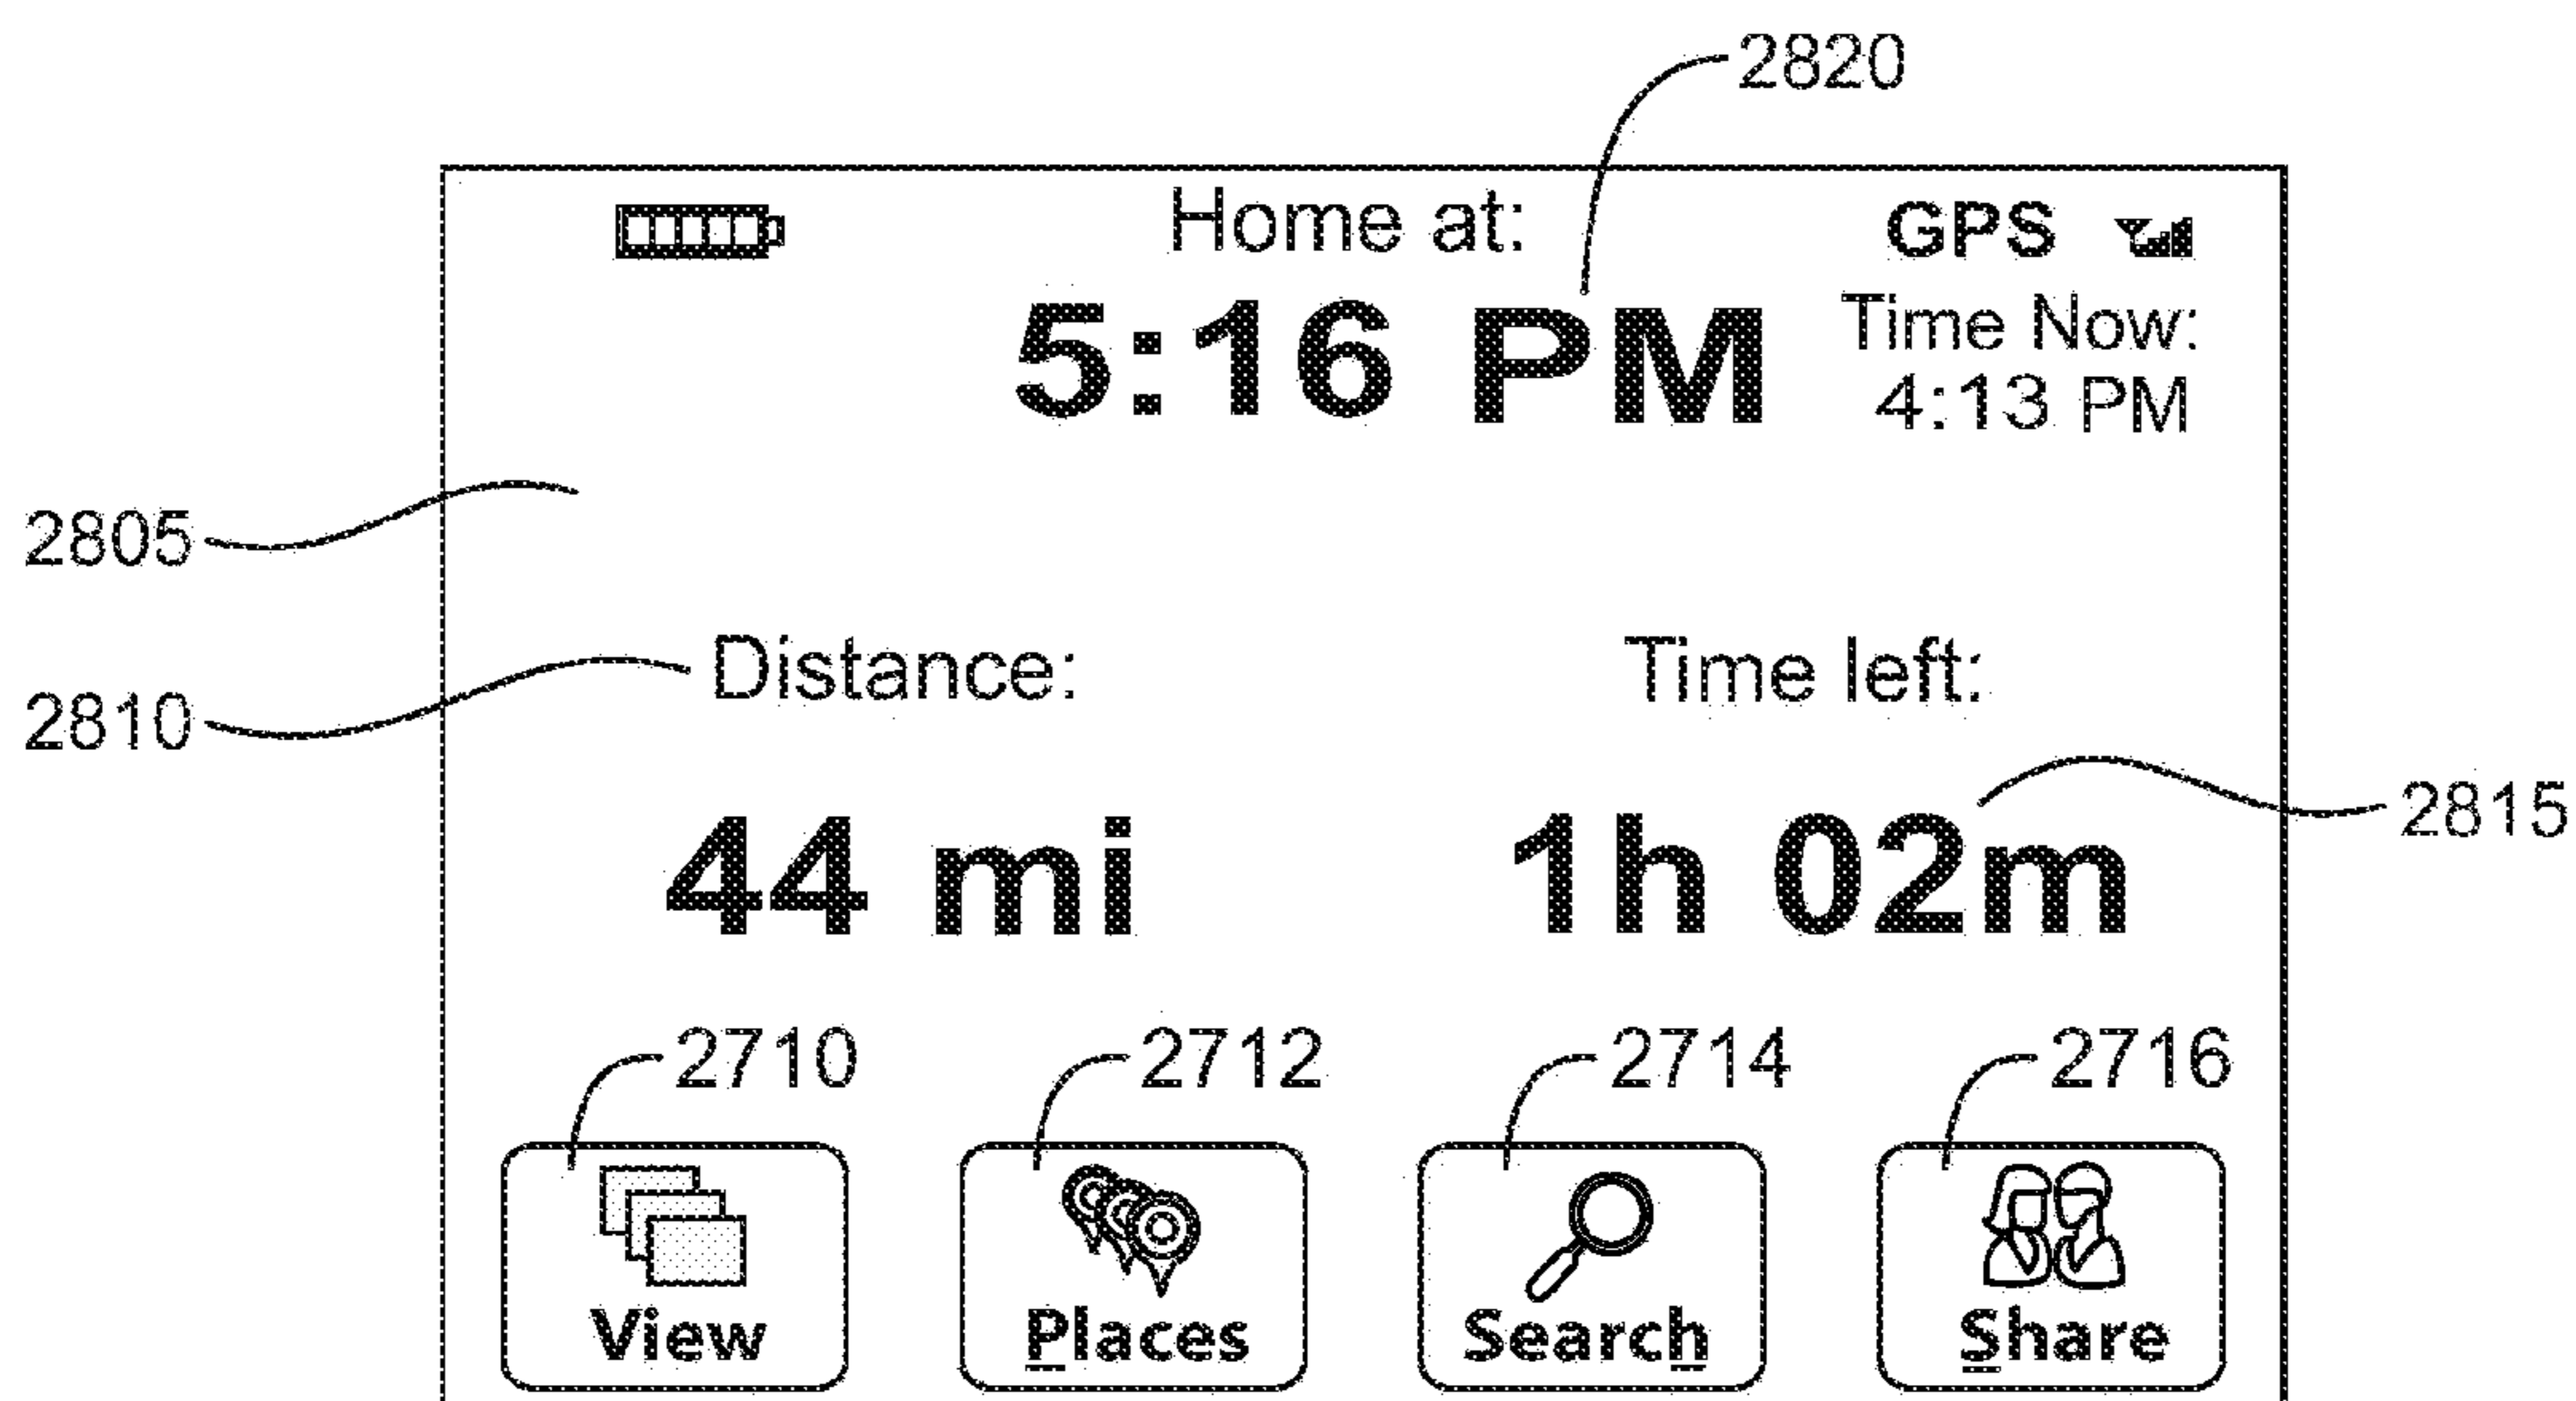 2820
Home at:
GPS
5:16 PM
Time Now:
4:13 PM
2805
Distance:
Time left:
2810
2815
44 mi
1h 02m
2710
2712
2714
2716
View
Places
Search
Share